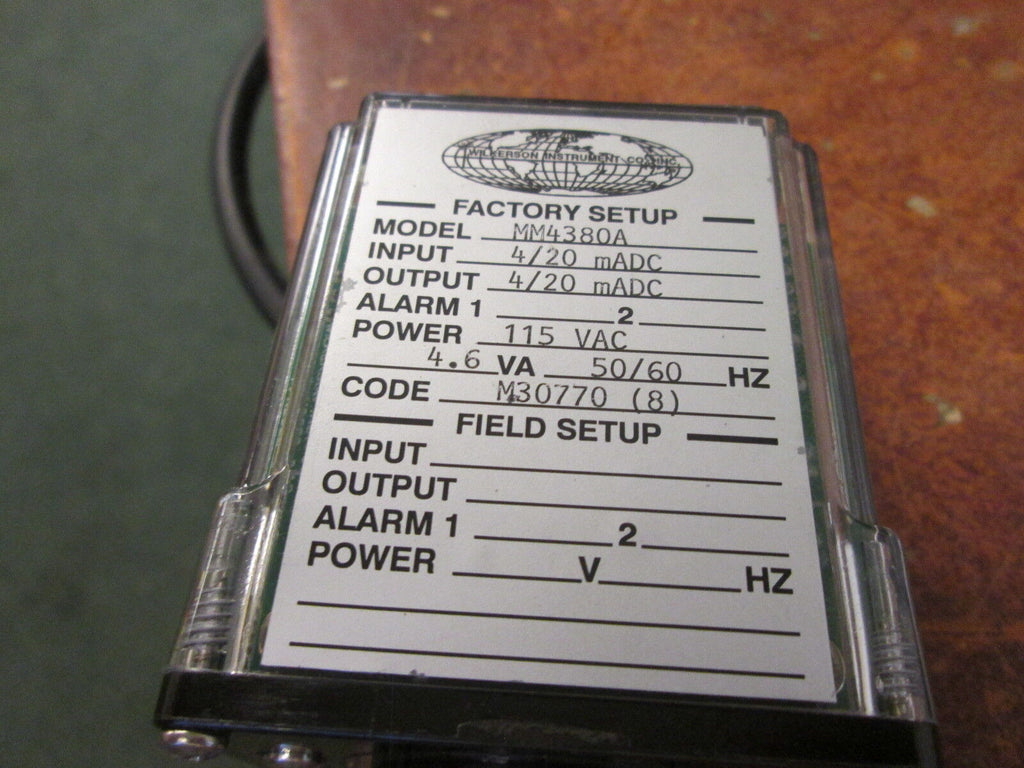 WILKERSON INSTRUMENT CO., INC.
FACTORY SETUP
MODEL MM4380A
INPUT 4/20 mADC
OUTPUT 4/20 mADC
ALARM 1 2
POWER 115 VAC
4.6 VA 50/60 HZ
CODE M30770 (8)
FIELD SETUP
INPUT
OUTPUT
ALARM 1 2
POWER V HZ